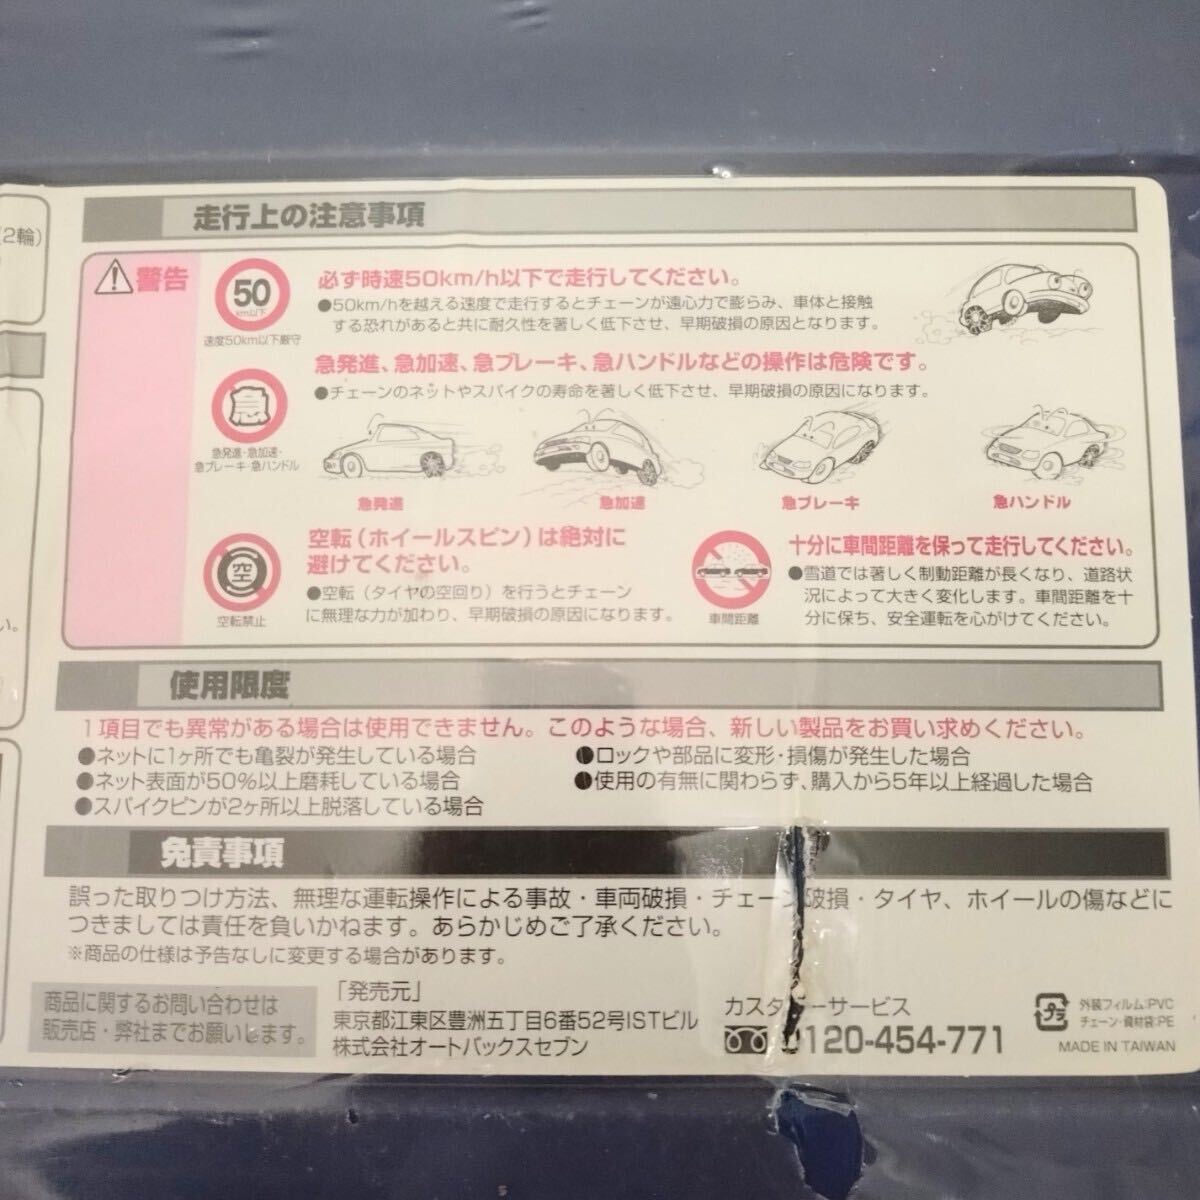 (2輪)
い。
走行上の注意事項
警告
50
km以下
速度50km以下厳守
必ず時速50km/h以下で走行してください。
●50km/hを越える速度で走行するとチェーンが遠心力で膨らみ、車体と接触
する恐れがあると共に耐久性を著しく低下させ、早期破損の原因となります。
急
急発進・急加速・
急ブレーキ・急ハンドル
急発進、急加速、急ブレーキ、急ハンドルなどの操作は危険です。
●チェーンのネットやスパイクの寿命を著しく低下させ、早期破損の原因になります。
急発進
急加速
急ブレーキ
急ハンドル
空
空転禁止
空転(ホイールスピン)は絶対に
避けてください。
●空転(タイヤの空回り)を行うとチェーン
に無理な力が加わり、早期破損の原因になります。
車間距離
十分に車間距離を保って走行してください。
●雪道では著しく制動距離が長くなり、道路状
況によって大きく変化します。車間距離を十
分に保ち、安全運転を心がけてください。
使用限度
1項目でも異常がある場合は使用できません。このような場合、新しい製品をお買い求めください。
●ネットに1ヶ所でも亀裂が発生している場合
●ネット表面が50%以上磨耗している場合
●スパイクピンが2ヶ所以上脱落している場合
●ロックや部品に変形・損傷が発生した場合
●使用の有無に関わらず、購入から5年以上経過した場合
免責事項
誤った取りつけ方法、無理な運転操作による事故・車両破損・チェーン破損・タイヤ、ホイールの傷などに
つきましては責任を負いかねます。あらかじめご了承ください。
※商品の仕様は予告なしに変更する場合があります。
商品に関するお問い合わせは
販売店・弊社までお願いします。
「発売元」
東京都江東区豊洲五丁目6番52号ISTビル
株式会社オートバックスセブン
カスタマーサービス
0120-454-771
プラ
外装フィルム:PVC
チェーン・資材袋:PE
MADE IN TAIWAN